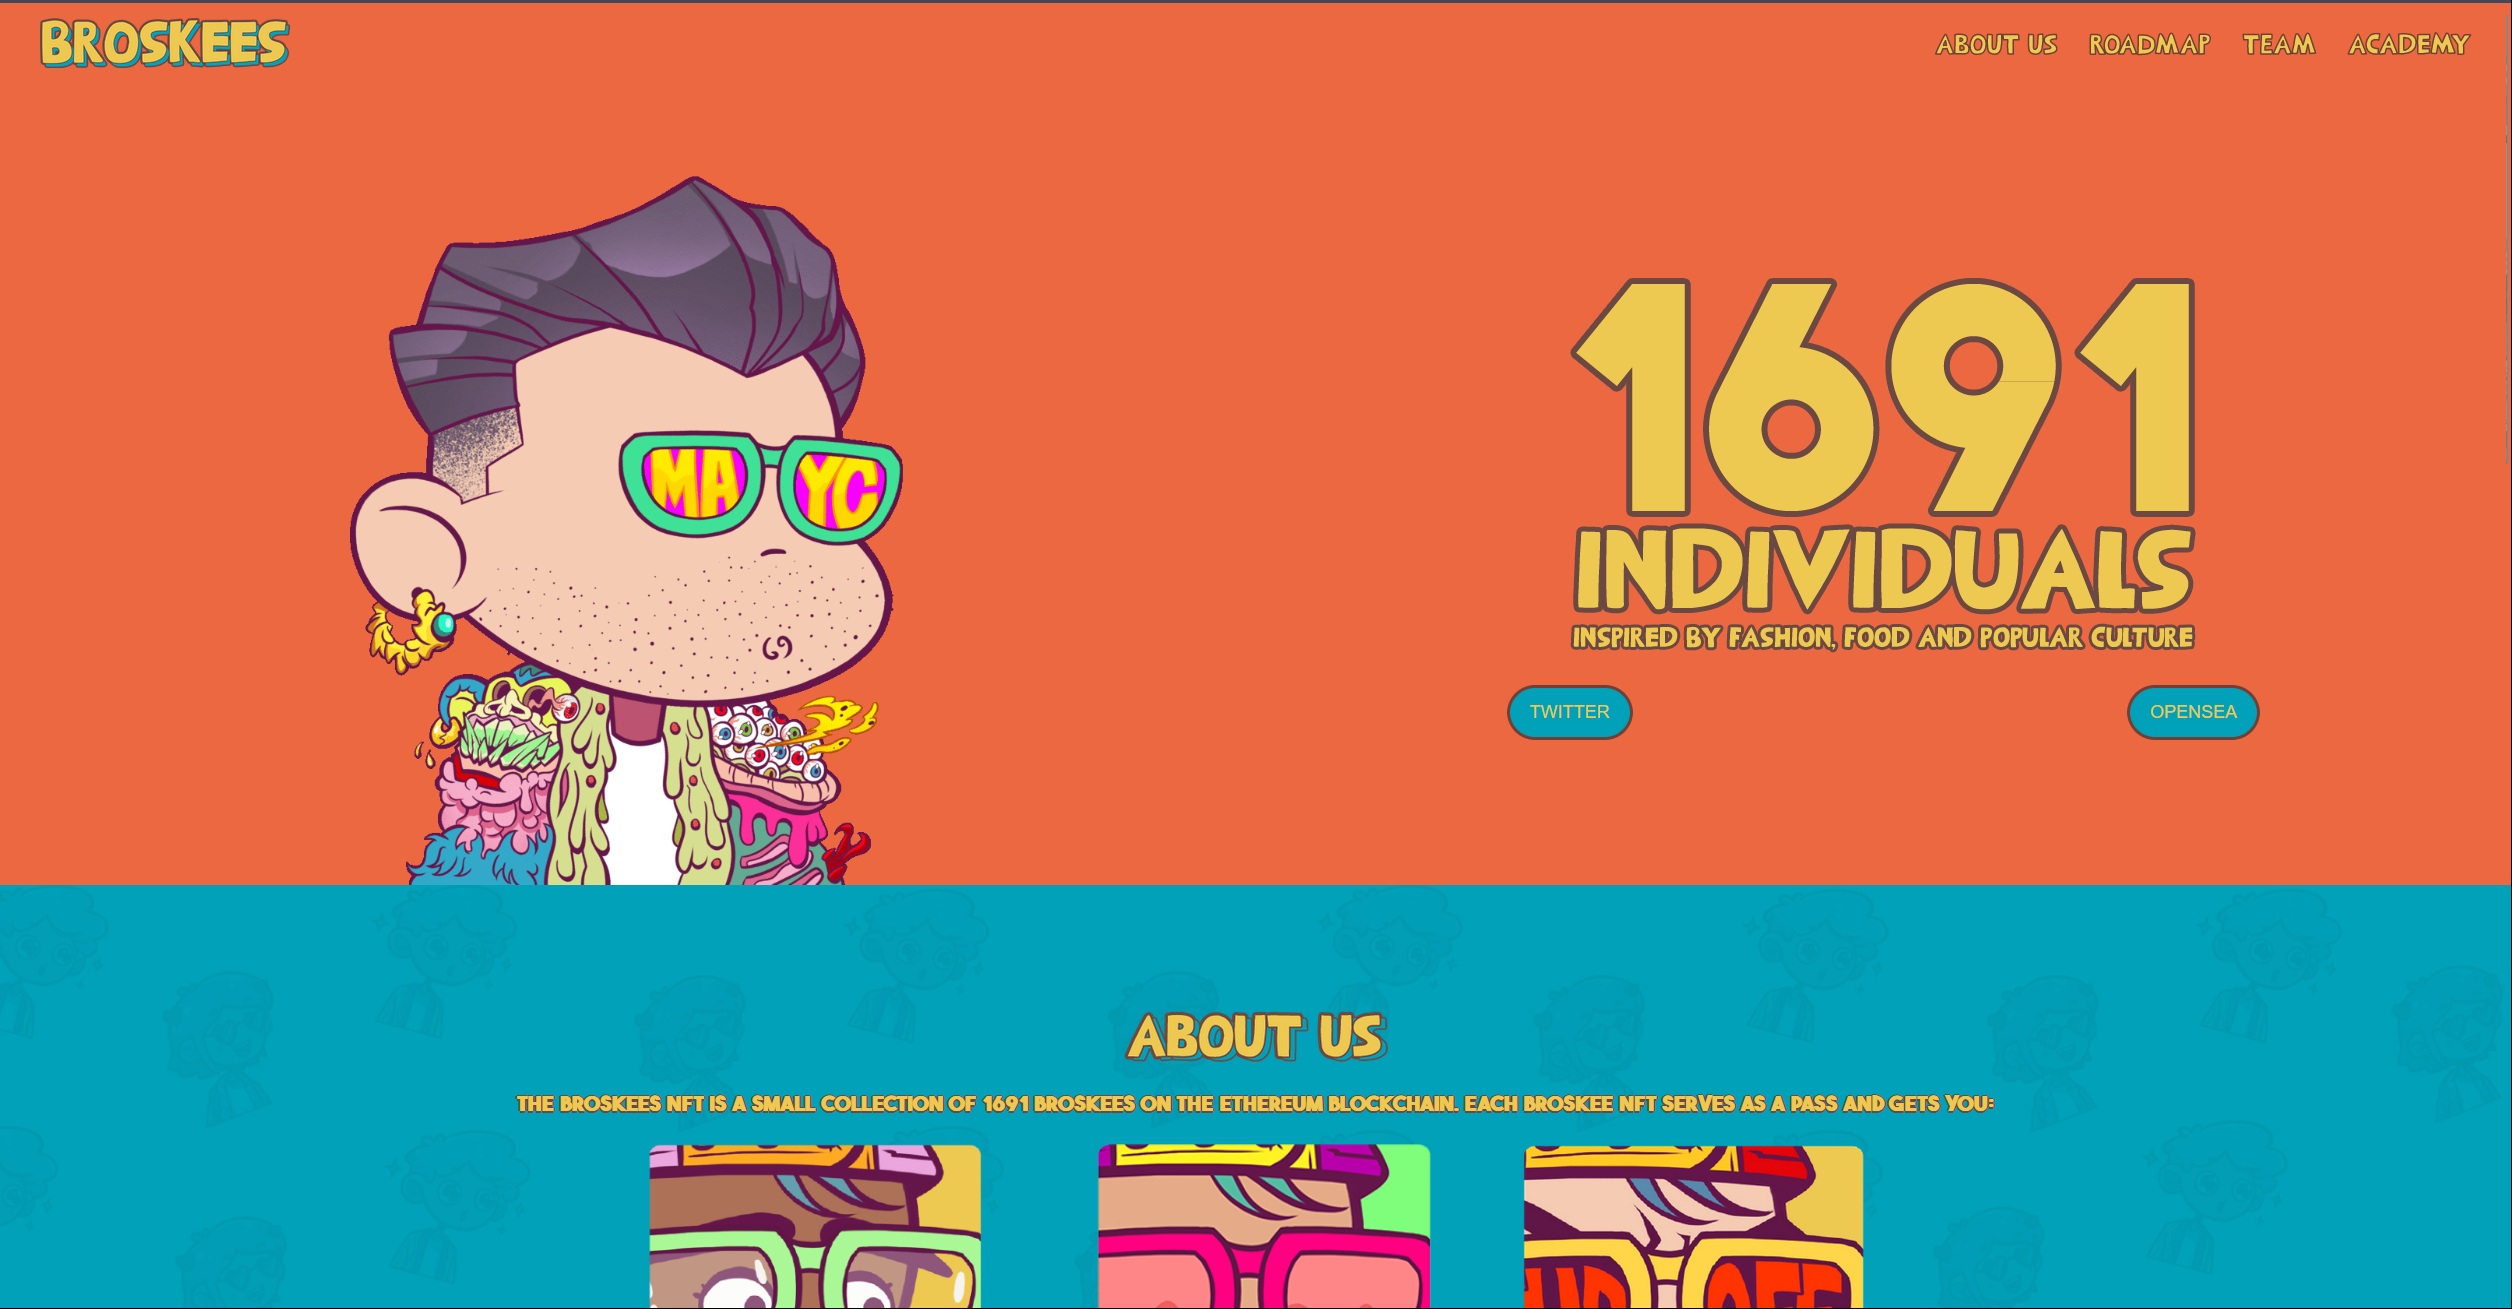 BROSKEES
ABOUT US ROADMAP TEAM ACADEMY
MA YC
1691
INDIVIDUALS
INSPIRED BY FASHION, FOOD AND POPULAR CULTURE
TWITTER OPENSEA
ABOUT US
THE BROSKEES NFT IS A SMALL COLLECTION OF 1691 BROSKEES ON THE ETHEREUM BLOCKCHAIN. EACH BROSKEE NFT SERVES AS A PASS AND GETS YOU: